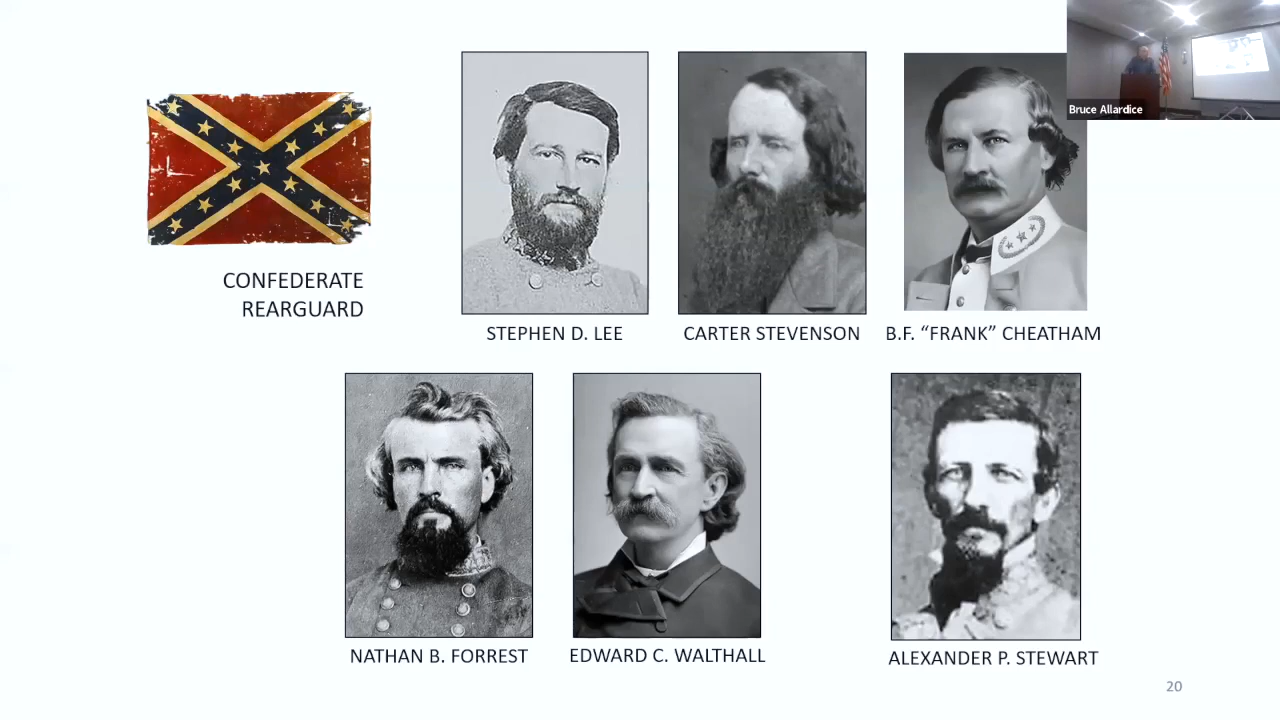 Bruce Allardice
CONFEDERATE
REARGUARD
STEPHEN D. LEE
CARTER STEVENSON
B.F. “FRANK” CHEATHAM
NATHAN B. FORREST
EDWARD C. WALTHALL
ALEXANDER P. STEWART
20